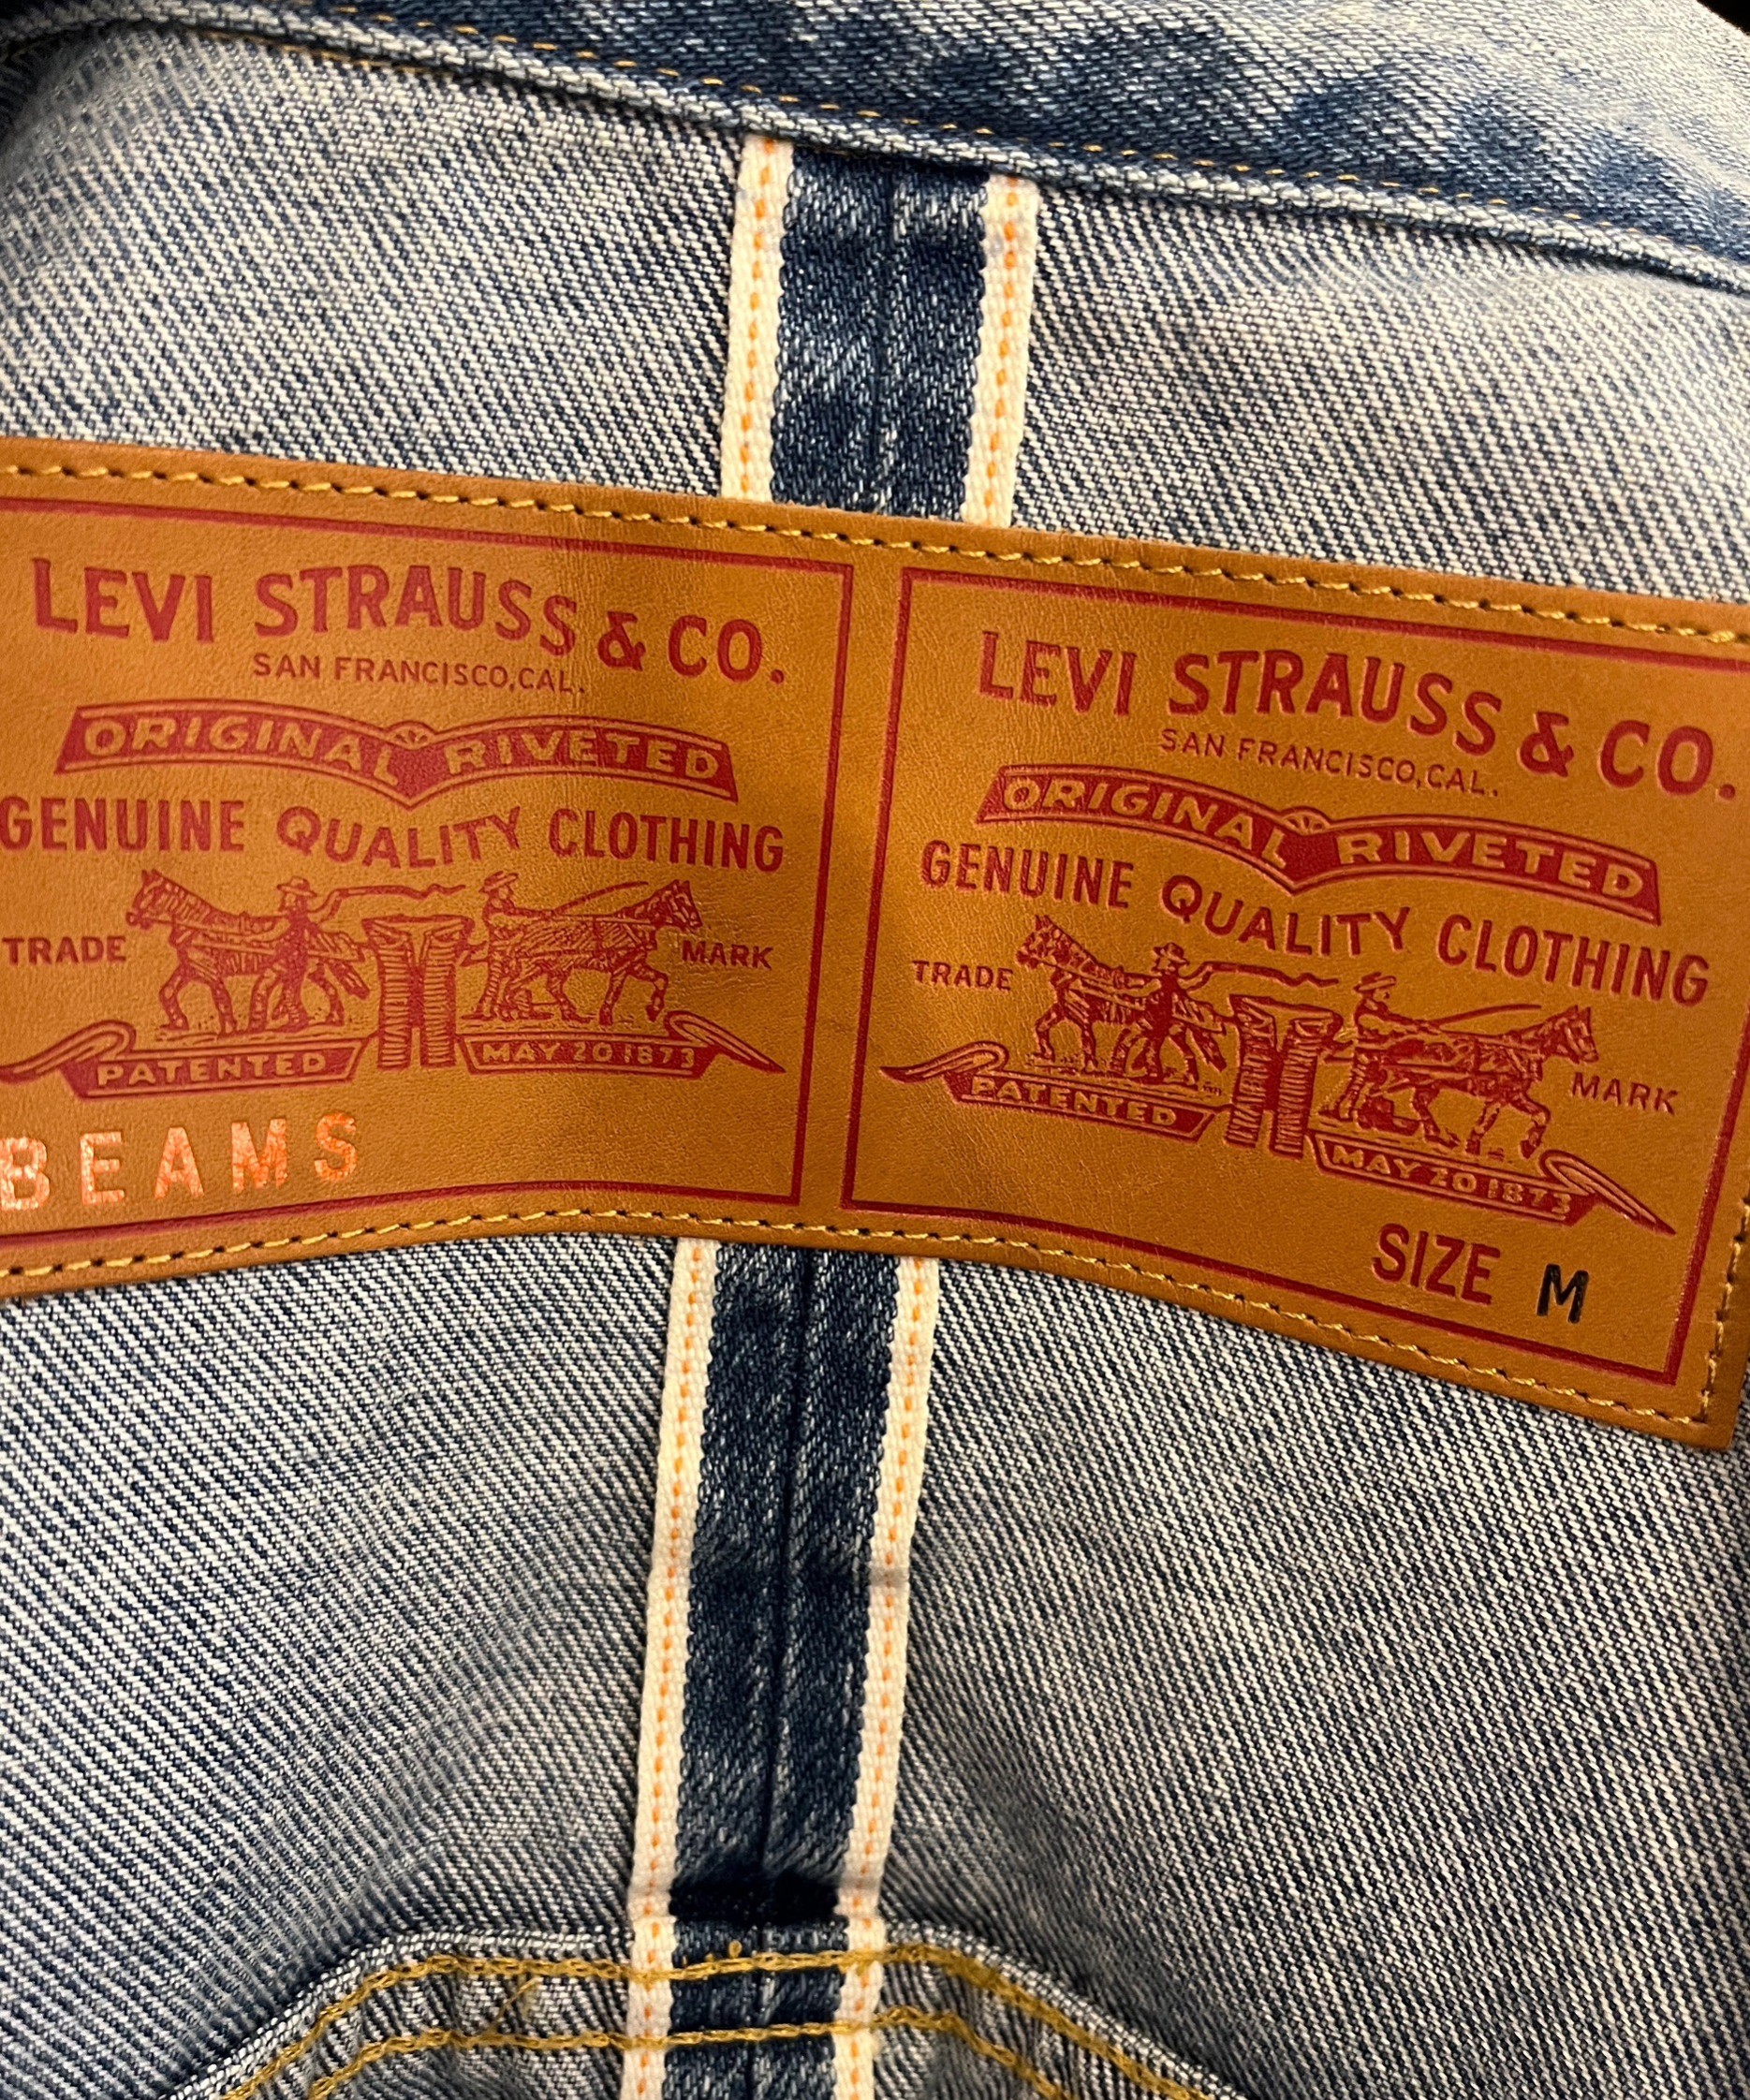 LEVI STRAUSS & CO.
SAN FRANCISCO, CAL.
ORIGINAL RIVETED
GENUINE QUALITY CLOTHING
TRADE MARK
PATENTED MAY 20 1873
BEAMS
LEVI STRAUSS & CO.
SAN FRANCISCO, CAL.
ORIGINAL RIVETED
GENUINE QUALITY CLOTHING
TRADE MARK
PATENTED MAY 20 1873
SIZE M